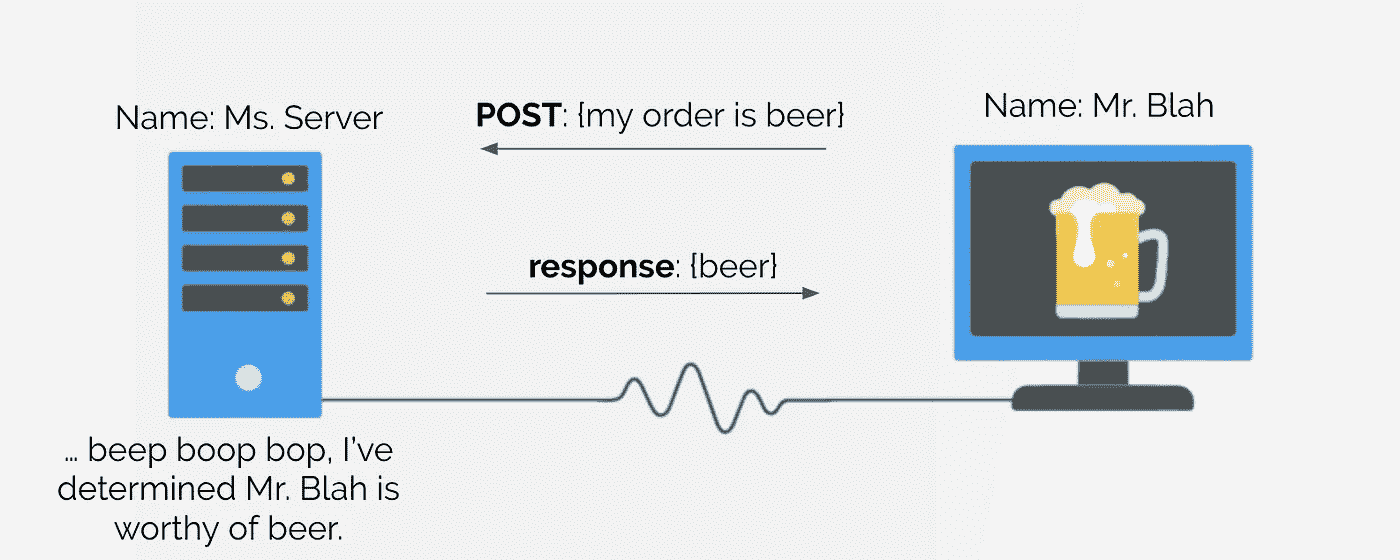 Name: Ms. Server
POST: {my order is beer}
Name: Mr. Blah
response: {beer}
... beep boop bop, I've
determined Mr. Blah is
worthy of beer.